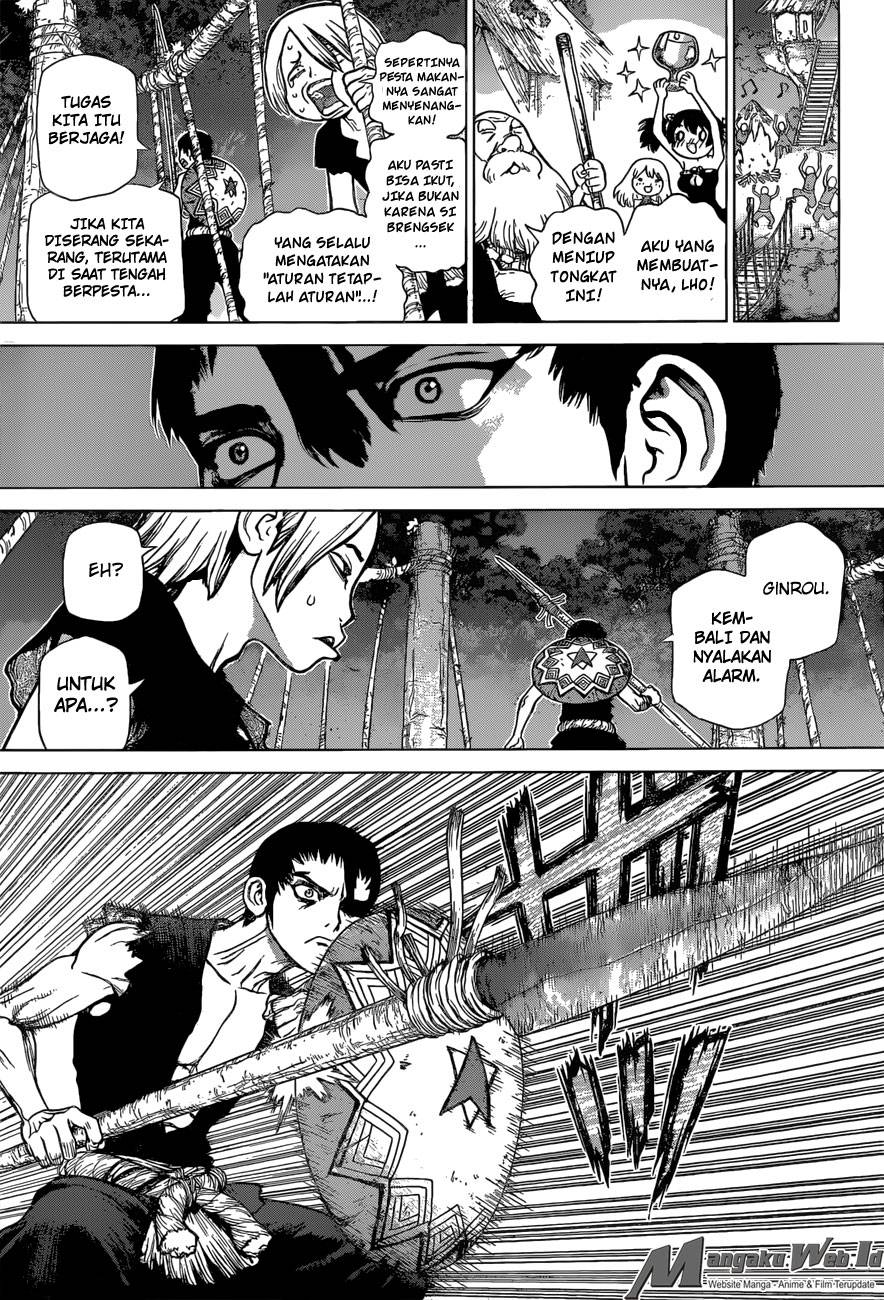 AKU YANG
MEMBUAT-
NYA, LHO!
DENGAN
MENIUP
TONGKAT
INI!
SEPERTINYA
PESTA MAKAN-
NYA SANGAT
MENYENANG-
KAN!
AKU PASTI
BISA IKUT,
JIKA BUKAN
KARENA SI
BRENGSEK
...
YANG SELALU
MENGATAKAN
"ATURAN TETAP-
LAH ATURAN"...!
TUGAS
KITA ITU
BERJAGA!
JIKA KITA
DISERANG SEKA-
RANG, TERUTAMA
DI SAAT TENGAH
BERPESTA...
GINROU.
KEM-
BALI DAN
NYALAKAN
ALARM.
EH?
UNTUK
APA...?
Mangaku.Web.Id
Website Manga - Anime & Film Terupdate